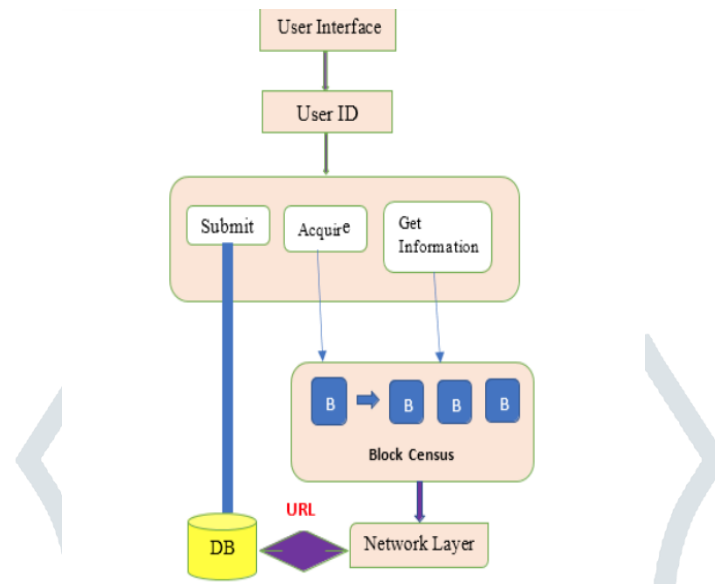 User Interface
User ID
Submit
Acquire
Get
Information
B
B
B
B
Block Census
URL
DB
Network Layer